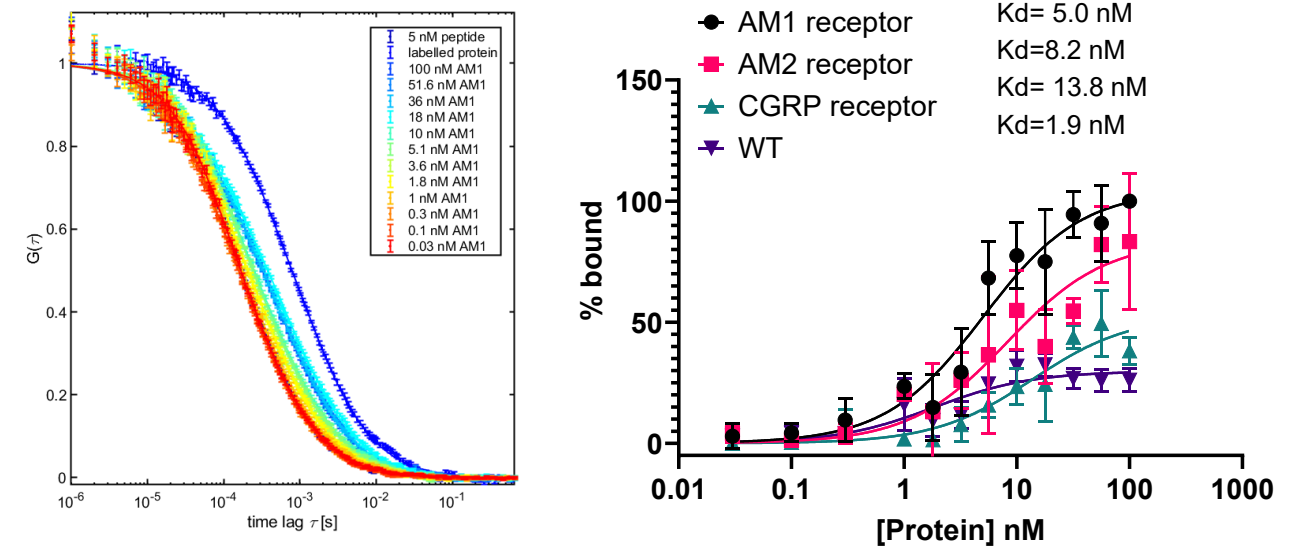 5 nM peptide
labelled protein
100 nM AM1
51.6 nM AM1
36 nM AM1
18 nM AM1
10 nM AM1
5.1 nM AM1
3.6 nM AM1
1.8 nM AM1
1 nM AM1
0.3 nM AM1
0.1 nM AM1
0.03 nM AM1
1
0.8
0.6
0.4
0.2
0
G(τ)
10⁻⁶ 10⁻⁵ 10⁻⁴ 10⁻³ 10⁻² 10⁻¹
time lag τ [s]
AM1 receptor
AM2 receptor
CGRP receptor
WT
Kd= 5.0 nM
Kd=8.2 nM
Kd= 13.8 nM
Kd=1.9 nM
150
100
50
0
% bound
0.01 0.1 1 10 100 1000
[Protein] nM